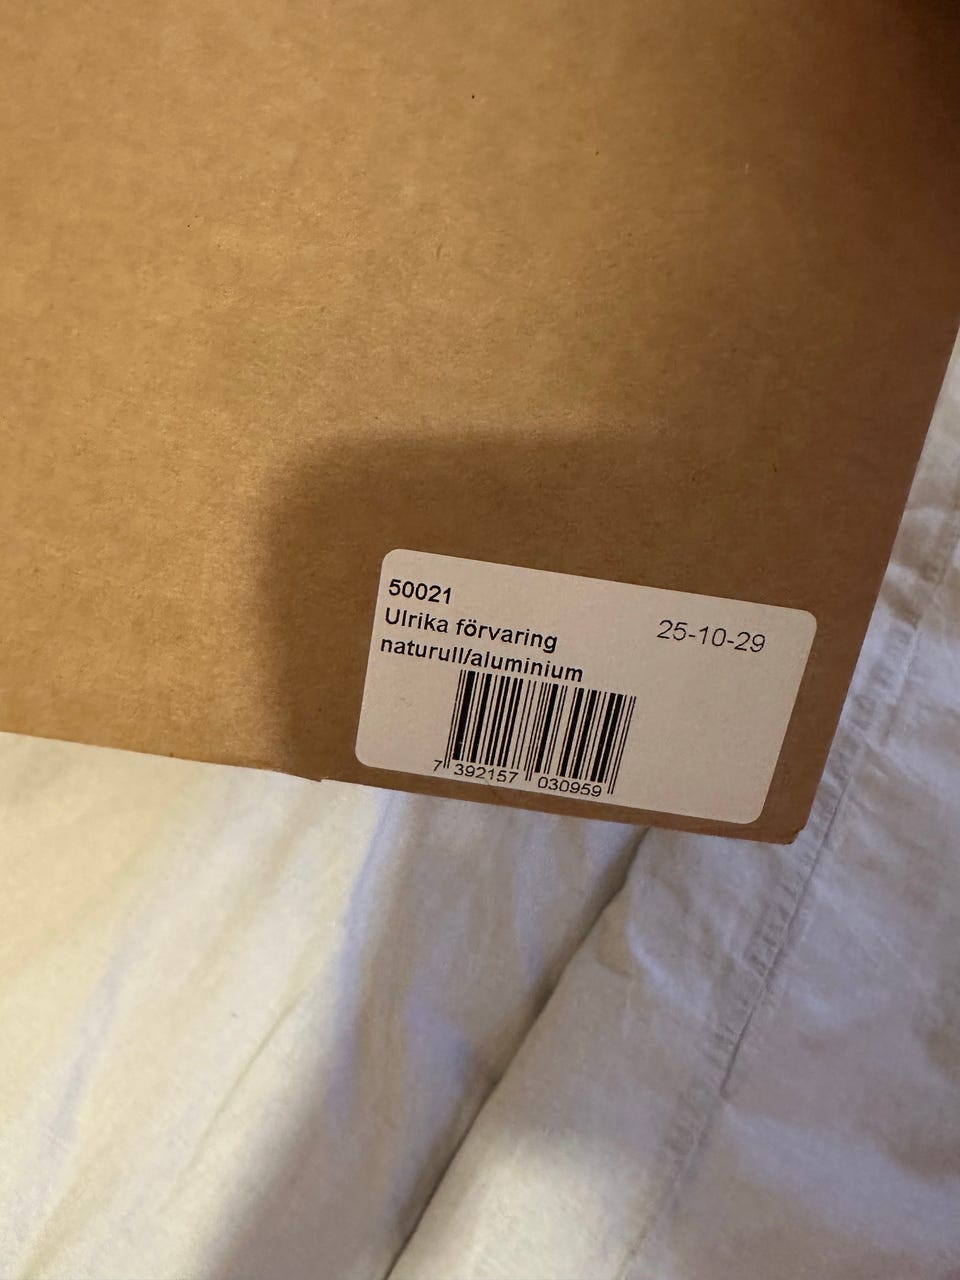 50021
Ulrika förvaring
naturull/aluminium
25-10-29
7 392157 030959